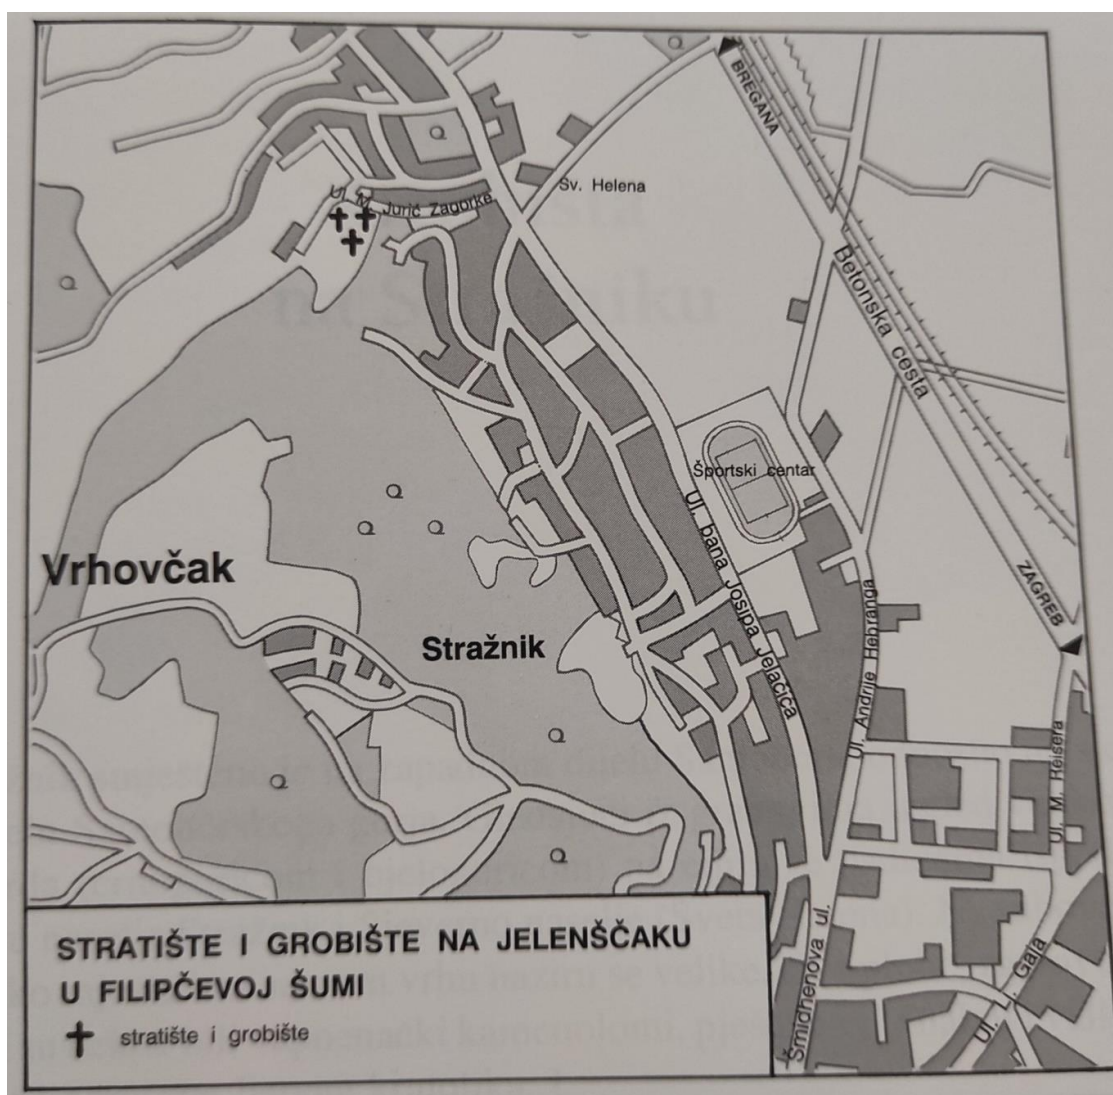 BREGANA
Sv. Helena
Ul. M. Jurić Zagorke
Betonska cesta
Športski centar
Ul. bana Josipa Jelačića
Vrhovčak
ZAGREB
Stražnik
Ul. Andrije Hebranga
Ul. M. Reisera
STRATIŠTE I GROBIŠTE NA JELENŠČAKU
U FILIPČEVOJ ŠUMI
stratište i grobište
Šmidhenova ul.
Ul. . Gaja